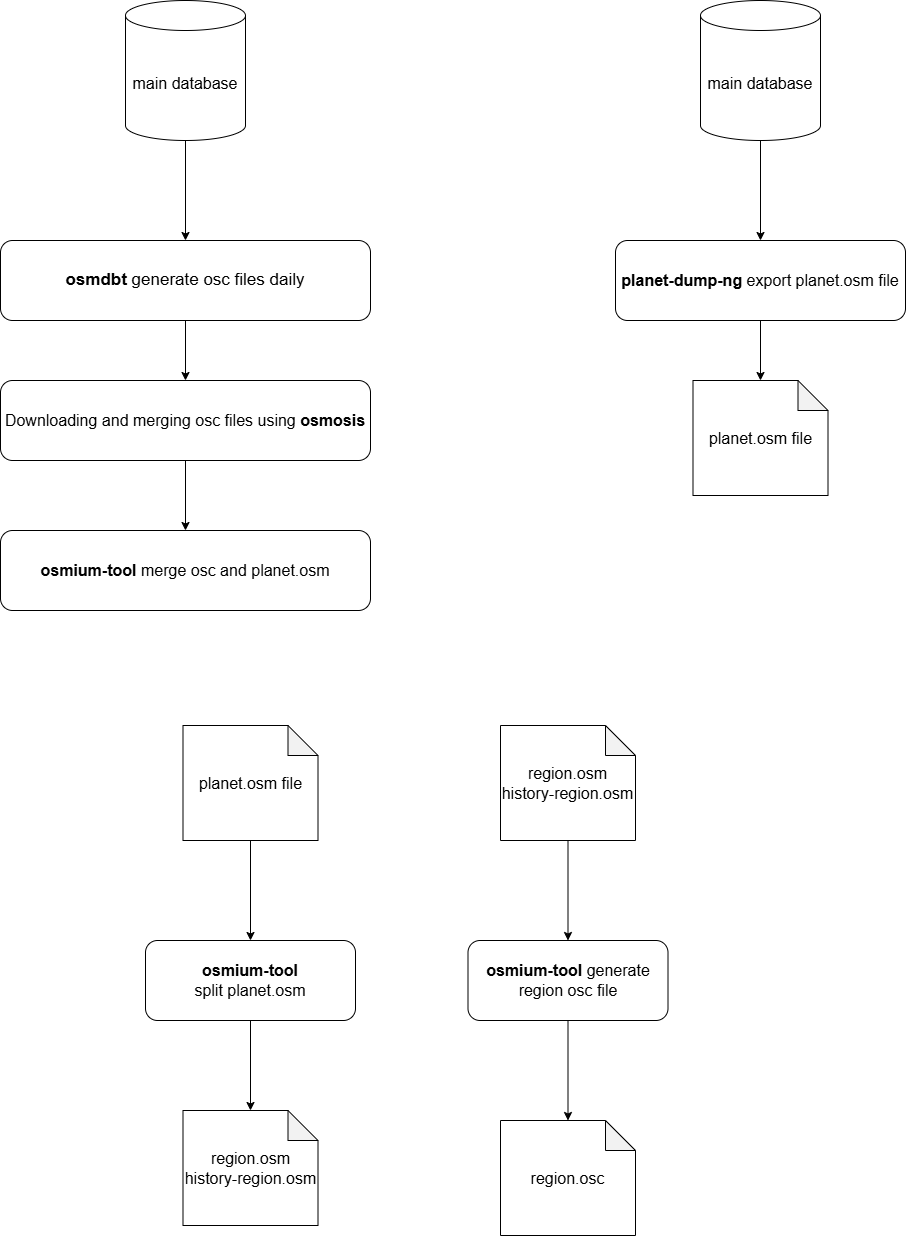 main database
main database
osmdbt generate osc files daily
planet-dump-ng export planet.osm file
Downloading and merging osc files using osmosis
planet.osm file
osmium-tool merge osc and planet.osm
planet.osm file
region.osm
history-region.osm
osmium-tool
split planet.osm
osmium-tool generate
region osc file
region.osm
history-region.osm
region.osc